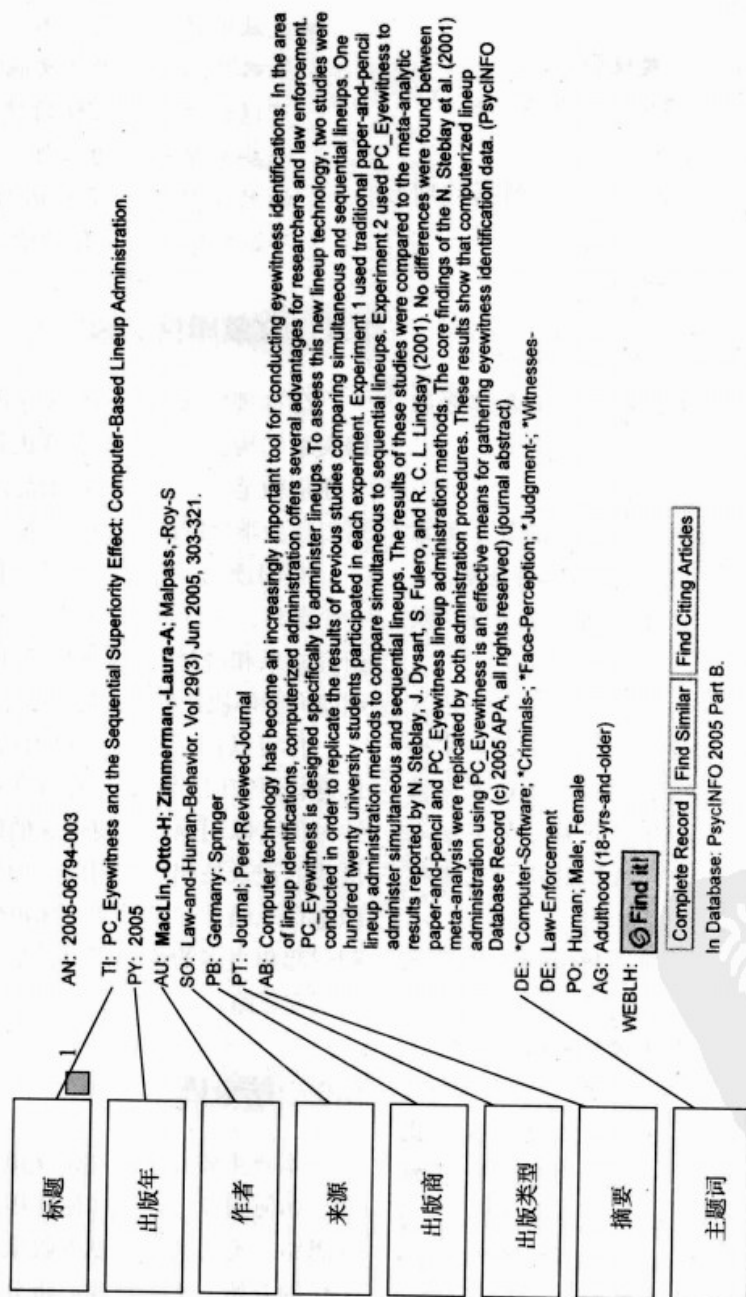 标题
出版年
作者
来源
出版商
出版类型
摘要
主题词
1
AN: 2005-06794-003
TI: PC_Eyewitness and the Sequential Superiority Effect: Computer-Based Lineup Administration.
PY: 2005
AU: MacLin,-Otto-H; Zimmerman,-Laura-A; Malpass,-Roy-S
SO: Law-and-Human-Behavior. Vol 29(3) Jun 2005, 303-321.
PB: Germany: Springer
PT: Journal; Peer-Reviewed-Journal
AB: Computer technology has become an increasingly important tool for conducting eyewitness identifications. In the area
of lineup identifications, computerized administration offers several advantages for researchers and law enforcement.
PC_Eyewitness is designed specifically to administer lineups. To assess this new lineup technology, two studies were
conducted in order to replicate the results of previous studies comparing simultaneous and sequential lineups. One
hundred twenty university students participated in each experiment. Experiment 1 used traditional paper-and-pencil
lineup administration methods to compare simultaneous to sequential lineups. Experiment 2 used PC_Eyewitness to
administer simultaneous and sequential lineups. The results of these studies were compared to the meta-analytic
results reported by N. Steblay, J. Dysart, S. Fulero, and R. C. L. Lindsay (2001). No differences were found between
paper-and-pencil and PC_Eyewitness lineup administration methods. The core findings of the N. Steblay et al. (2001)
meta-analysis were replicated by both administration procedures. These results show that computerized lineup
administration using PC_Eyewitness is an effective means for gathering eyewitness identification data. (PsycINFO
Database Record (c) 2005 APA, all rights reserved) (journal abstract)
DE: *Computer-Software; *Criminals-; *Face-Perception; *Judgment-; *Witnesses-
DE: Law-Enforcement
PO: Human; Male; Female
AG: Adulthood (18-yrs-and-older)
WEBLH: Find it!
Complete Record Find Similar Find Citing Articles
In Database: PsycINFO 2005 Part B.